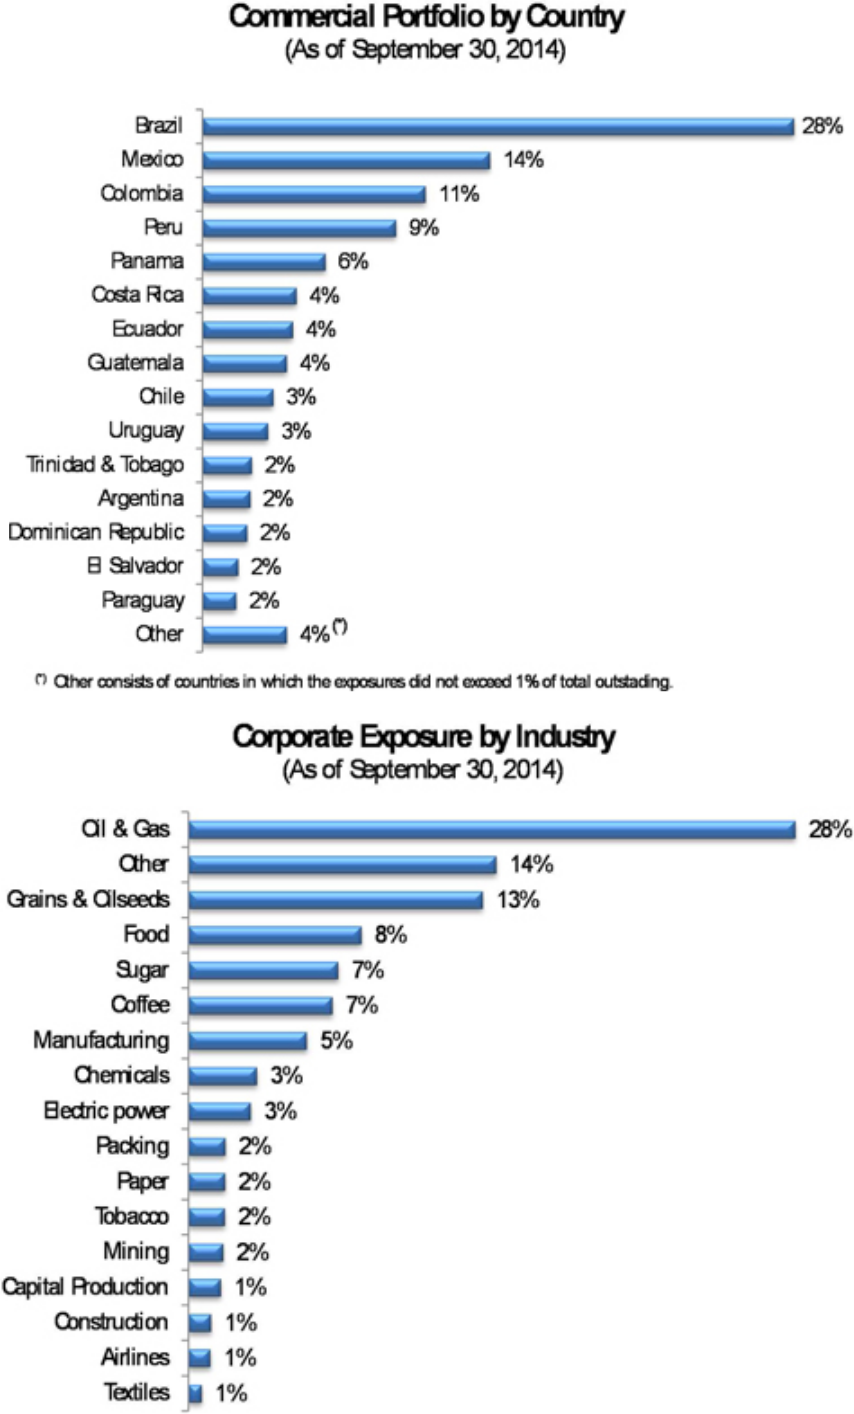 Commercial Portfolio by Country
(As of September 30, 2014)
Brazil 28%
Mexico 14%
Colombia 11%
Peru 9%
Panama 6%
Costa Rica 4%
Ecuador 4%
Guatemala 4%
Chile 3%
Uruguay 3%
Trinidad & Tobago 2%
Argentina 2%
Dominican Republic 2%
El Salvador 2%
Paraguay 2%
Other 4%(*)
(*) Other consists of countries in which the exposures did not exceed 1% of total outstading.
Corporate Exposure by Industry
(As of September 30, 2014)
Oil & Gas 28%
Other 14%
Grains & Oilseeds 13%
Food 8%
Sugar 7%
Coffee 7%
Manufacturing 5%
Chemicals 3%
Electric power 3%
Packing 2%
Paper 2%
Tobacco 2%
Mining 2%
Capital Production 1%
Construction 1%
Airlines 1%
Textiles 1%